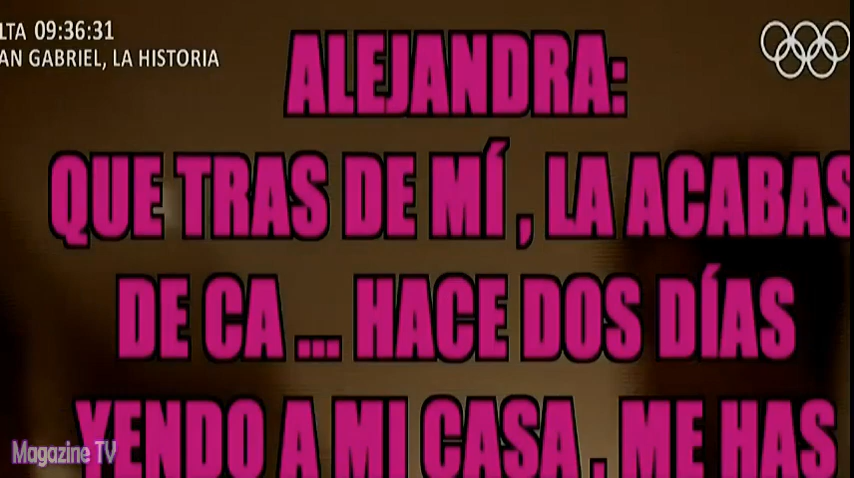 LTA 09:36:31
AN GABRIEL, LA HISTORIA
ALEJANDRA:
QUE TRAS DE MÍ , LA ACABAS
DE CA ... HACE DOS DÍAS
YENDO A MI CASA , ME HAS
Magazine TV